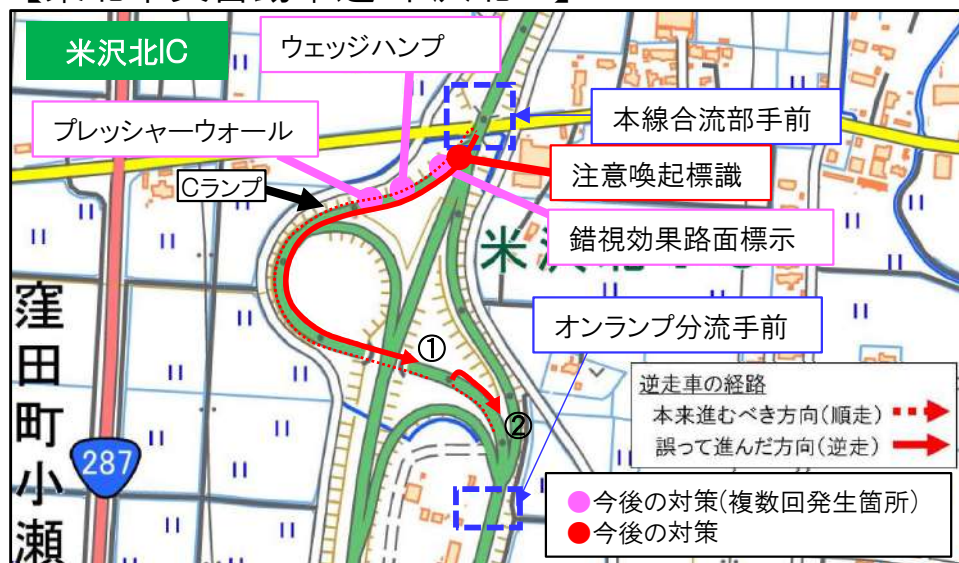 米沢北IC
ウェッジハンプ
プレッシャーウォール
本線合流部手前
Cランプ
注意喚起標識
錯視効果路面標示
オンランプ分流手前
①
②
窪田町小瀬
287
逆走車の経路
本来進むべき方向(順走)
誤って進んだ方向(逆走)
●今後の対策(複数回発生箇所)
●今後の対策